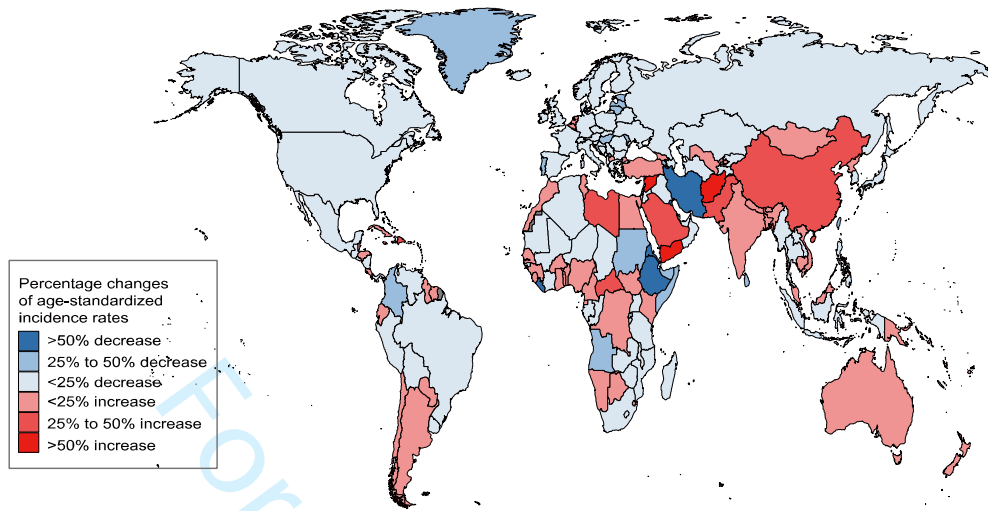 Percentage changes
of age-standardized
incidence rates
>50% decrease
25% to 50% decrease
<25% decrease
<25% increase
25% to 50% increase
>50% increase
For